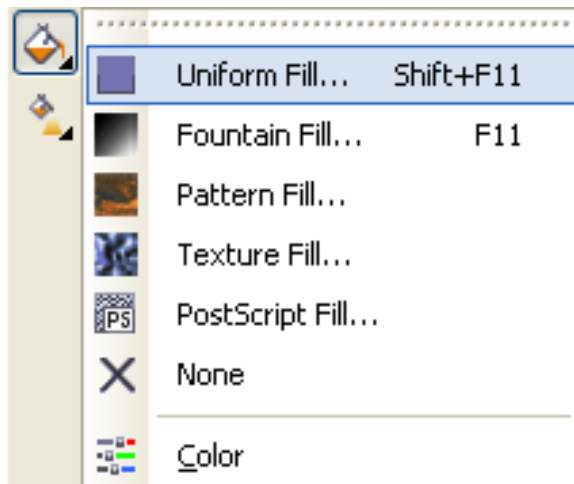 Uniform Fill... Shift+F11
Fountain Fill... F11
Pattern Fill...
Texture Fill...
PS PostScript Fill...
None
Color